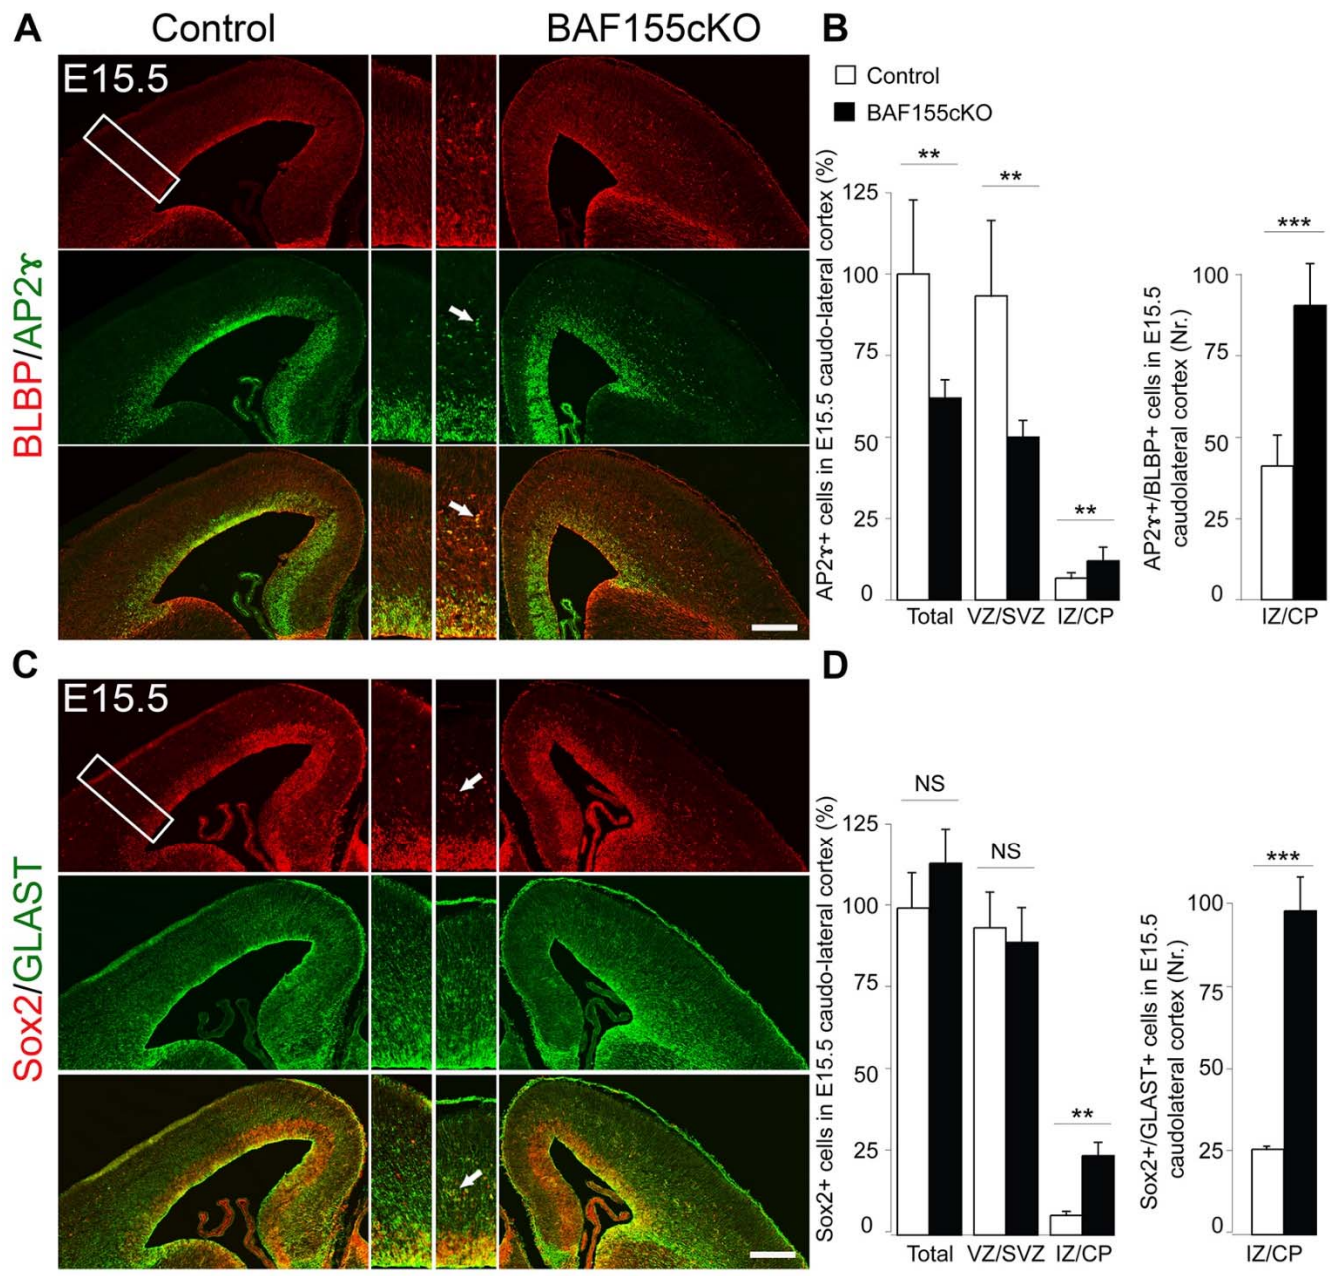 A
Control
BAF155cKO
E15.5
BLBP/AP2ɤ
B
Control
BAF155cKO
AP2ɤ+ cells in E15.5 caudo-lateral cortex (%)
125
100
75
50
25
0
**
**
**
Total
VZ/SVZ
IZ/CP
AP2ɤ+/BLBP+ cells in E15.5
caudolateral cortex (Nr.)
100
75
50
25
0
***
IZ/CP
C
E15.5
Sox2/GLAST
D
Sox2+ cells in E15.5 caudo-lateral cortex (%)
125
100
75
50
25
0
NS
NS
**
Total
VZ/SVZ
IZ/CP
Sox2+/GLAST+ cells in E15.5
caudolateral cortex (Nr.)
100
75
50
25
0
***
IZ/CP